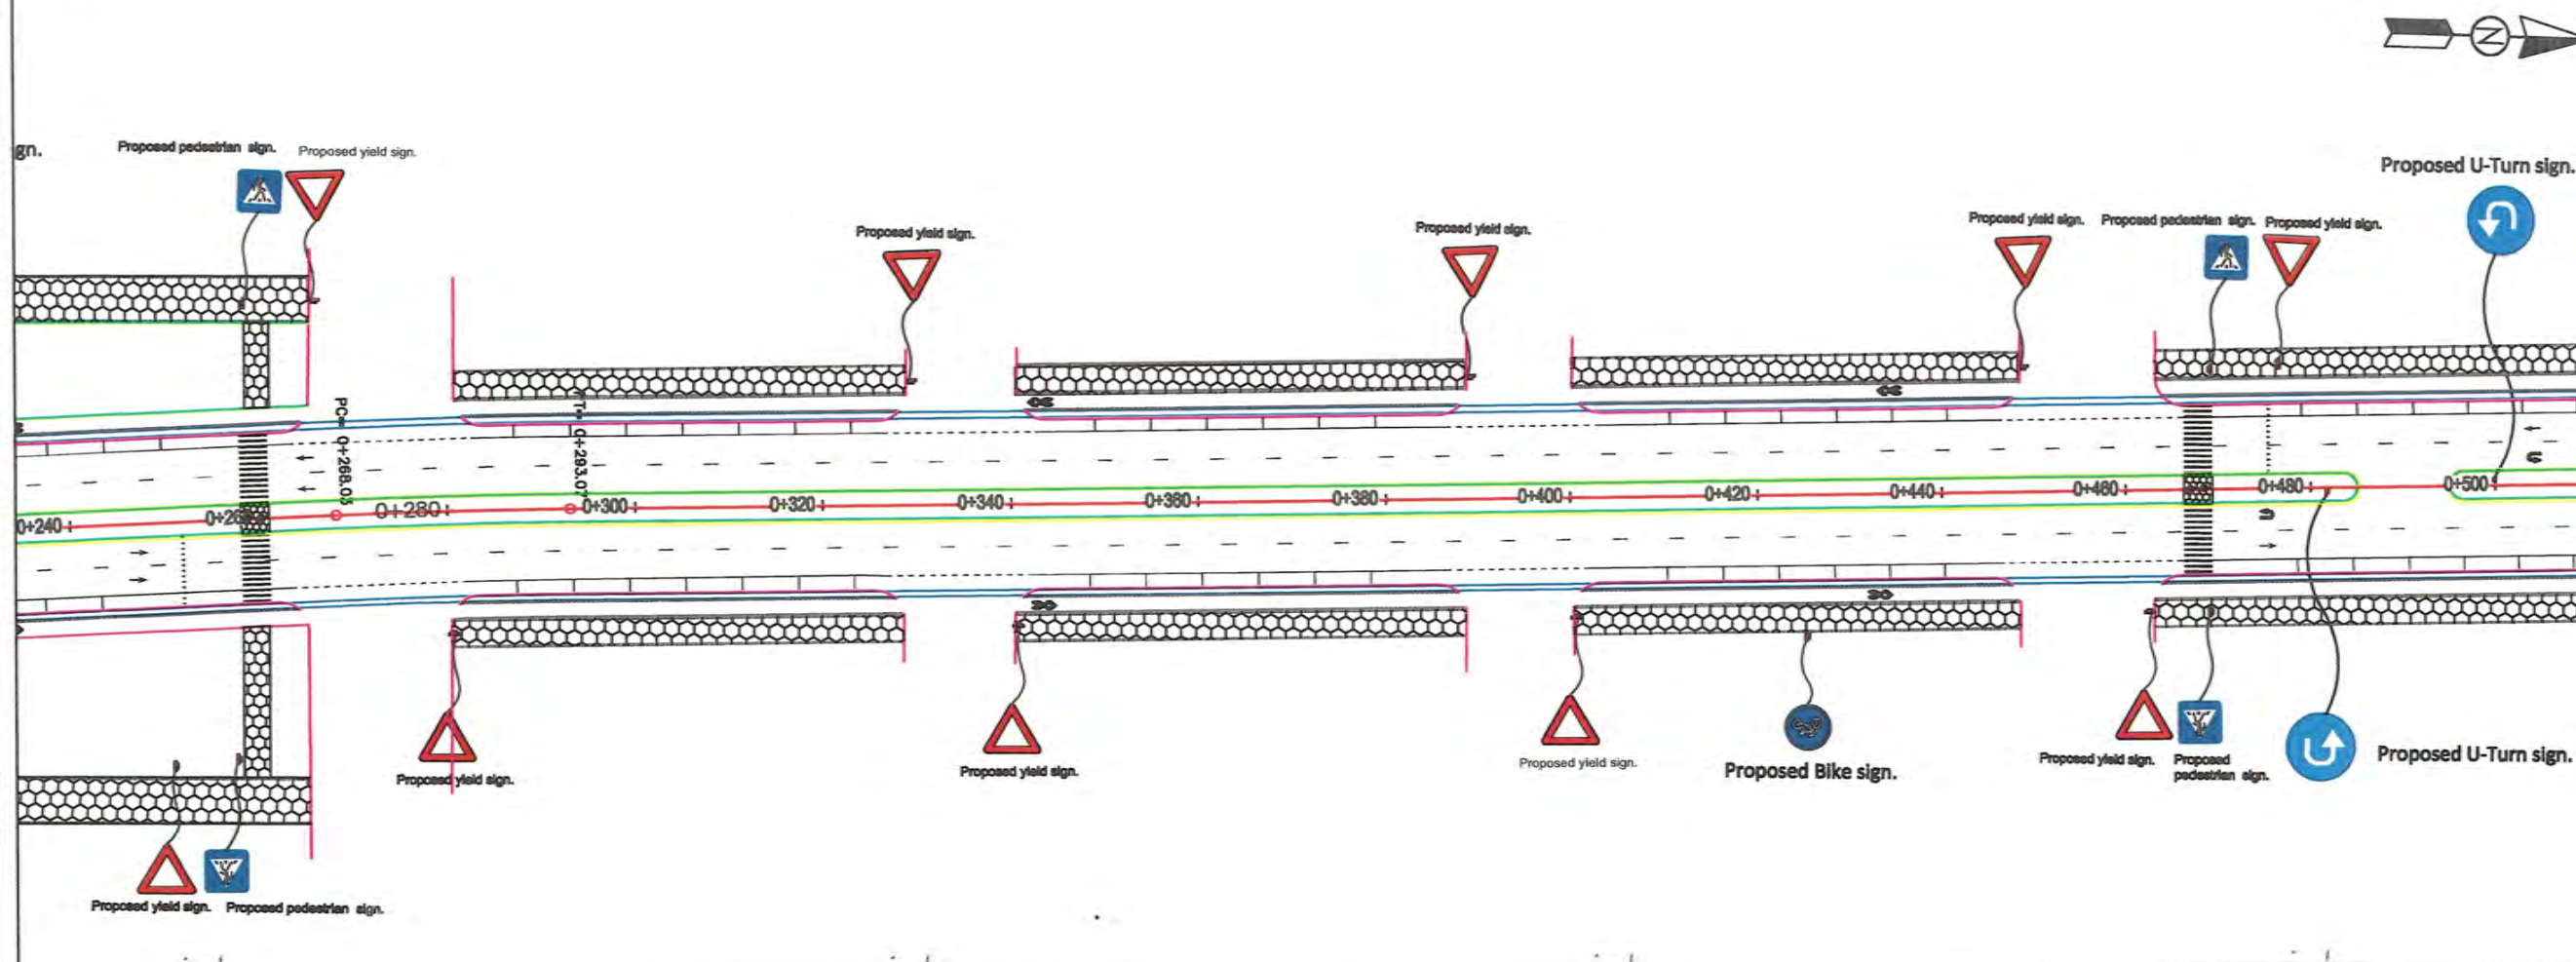 N
gn.
Proposed pedestrian sign.
Proposed yield sign.
Proposed yield sign.
Proposed yield sign.
Proposed yield sign.
Proposed pedestrian sign.
Proposed yield sign.
Proposed U-Turn sign.
PC= 0+268.03
0+293.07
0+240
0+280
0+300
0+320
0+340
0+360
0+380
0+400
0+420
0+440
0+460
0+480
0+500
Proposed yield sign.
Proposed yield sign.
Proposed yield sign.
Proposed Bike sign.
Proposed yield sign.
Proposed
pedestrian sign.
Proposed U-Turn sign.
Proposed yield sign.
Proposed pedestrian sign.